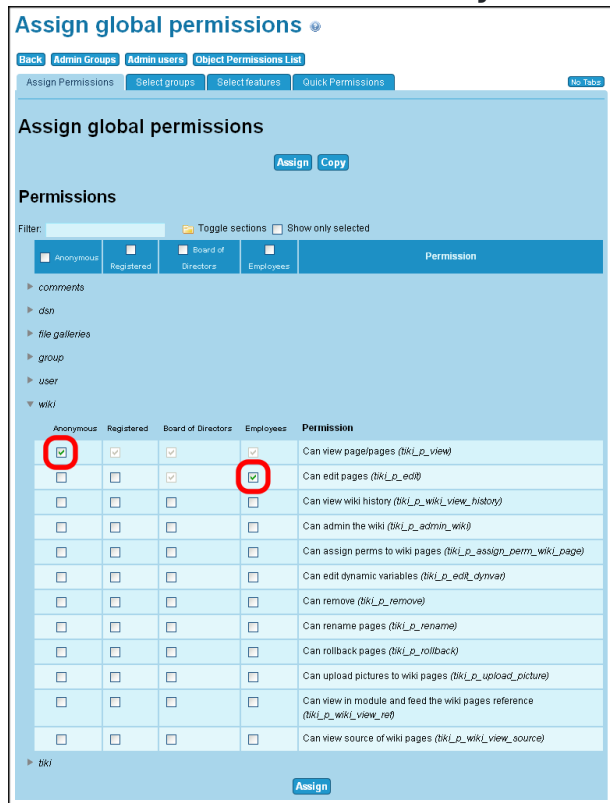 Assign global permissions
Back Admin Groups Admin users Object Permissions List
Assign Permissions Select groups Select features Quick Permissions No Tabs
Assign global permissions
Assign Copy
Permissions
Filter: Toggle sections Show only selected
Anonymous Registered Board of Directors Employees Permission
comments
dsn
file galleries
group
user
wiki
Anonymous Registered Board of Directors Employees Permission
Can view page/pages (tiki_p_view)
Can edit pages (tiki_p_edit)
Can view wiki history (tiki_p_wiki_view_history)
Can admin the wiki (tiki_p_admin_wiki)
Can assign perms to wiki pages (tiki_p_assign_perm_wiki_page)
Can edit dynamic variables (tiki_p_edit_dynvar)
Can remove (tiki_p_remove)
Can rename pages (tiki_p_rename)
Can rollback pages (tiki_p_rollback)
Can upload pictures to wiki pages (tiki_p_upload_picture)
Can view in module and feed the wiki pages reference
(tiki_p_wiki_view_ref)
Can view source of wiki pages (tiki_p_wiki_view_source)
tiki
Assign